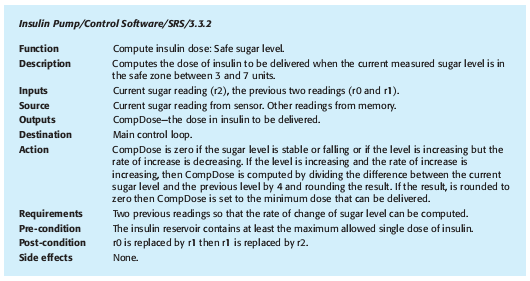 Insulin Pump/Control Software/SRS/3.3.2
Function Compute insulin dose: Safe sugar level.
Description Computes the dose of insulin to be delivered when the current measured sugar level is in
the safe zone between 3 and 7 units.
Inputs Current sugar reading (r2), the previous two readings (r0 and r1).
Source Current sugar reading from sensor. Other readings from memory.
Outputs CompDose—the dose in insulin to be delivered.
Destination Main control loop.
Action CompDose is zero if the sugar level is stable or falling or if the level is increasing but the
rate of increase is decreasing. If the level is increasing and the rate of increase is
increasing, then CompDose is computed by dividing the difference between the current
sugar level and the previous level by 4 and rounding the result. If the result, is rounded to
zero then CompDose is set to the minimum dose that can be delivered.
Requirements Two previous readings so that the rate of change of sugar level can be computed.
Pre-condition The insulin reservoir contains at least the maximum allowed single dose of insulin.
Post-condition r0 is replaced by r1 then r1 is replaced by r2.
Side effects None.